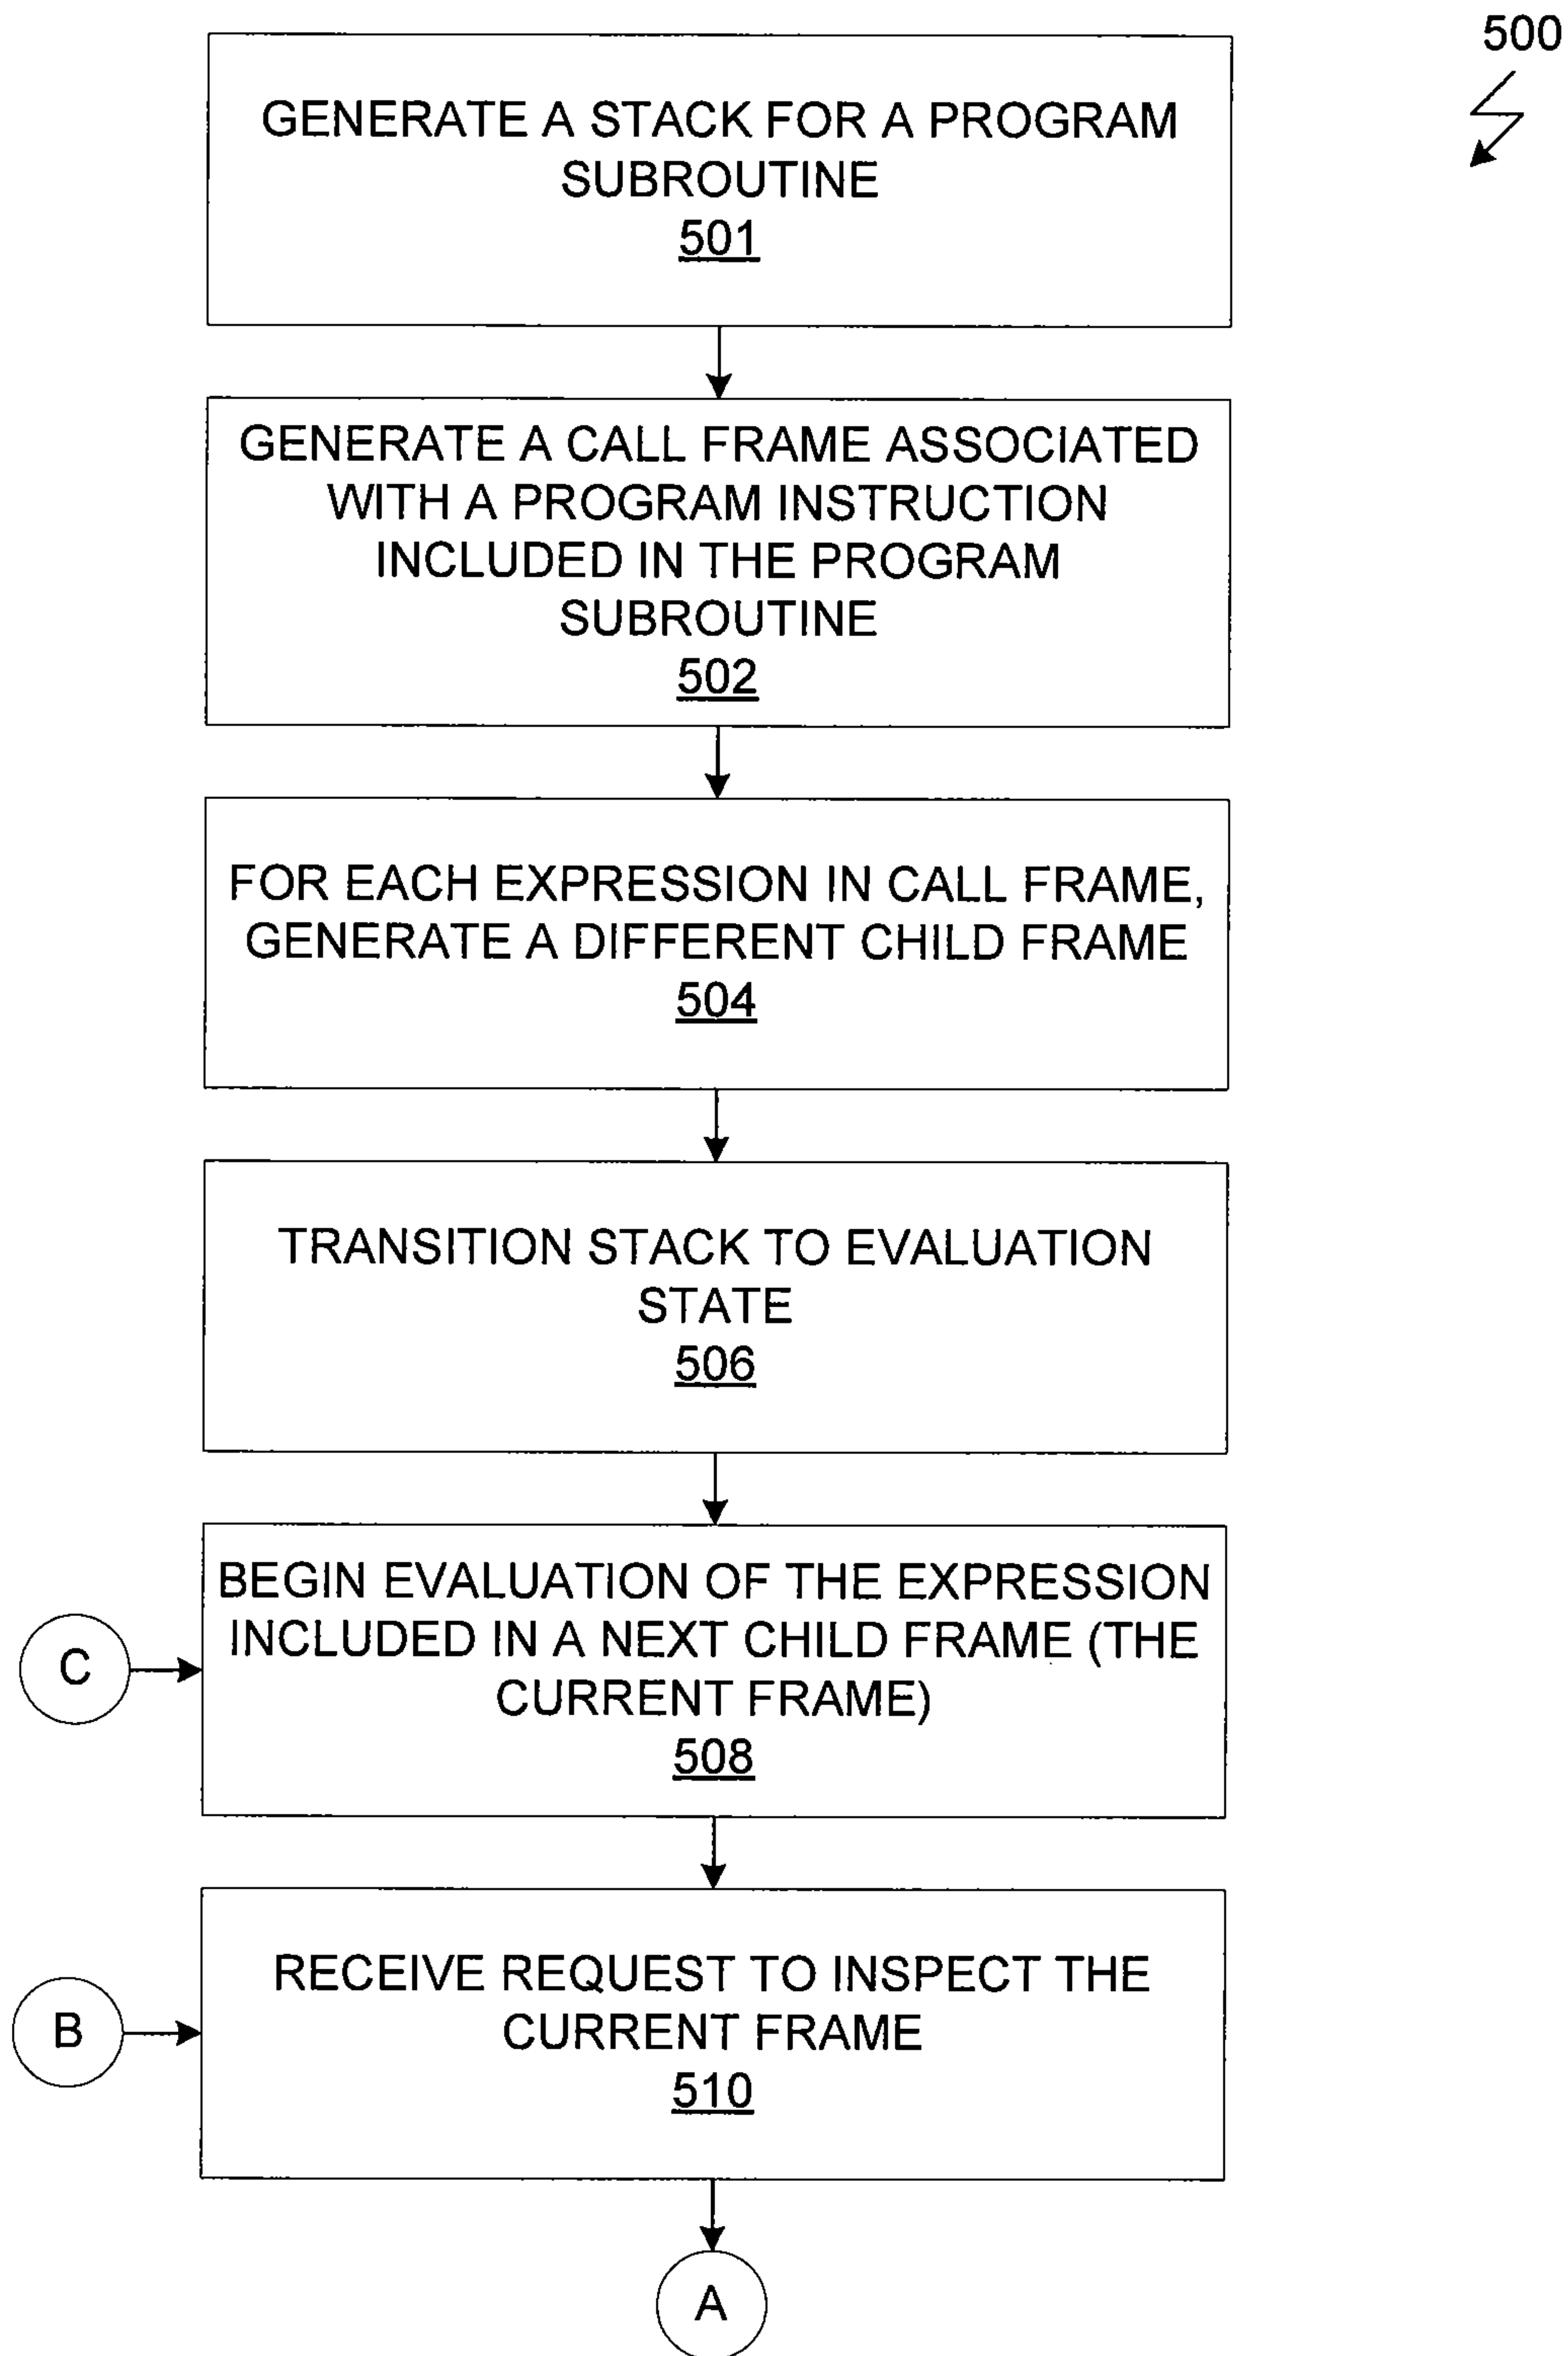 500
GENERATE A STACK FOR A PROGRAM
SUBROUTINE
501
GENERATE A CALL FRAME ASSOCIATED
WITH A PROGRAM INSTRUCTION
INCLUDED IN THE PROGRAM
SUBROUTINE
502
FOR EACH EXPRESSION IN CALL FRAME,
GENERATE A DIFFERENT CHILD FRAME
504
TRANSITION STACK TO EVALUATION
STATE
506
BEGIN EVALUATION OF THE EXPRESSION
INCLUDED IN A NEXT CHILD FRAME (THE
CURRENT FRAME)
508
C
RECEIVE REQUEST TO INSPECT THE
CURRENT FRAME
510
B
A